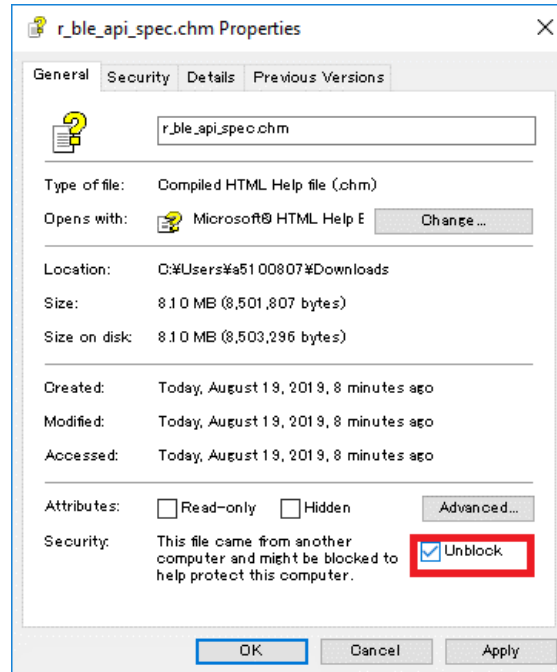 r_ble_api_spec.chm Properties
General Security Details Previous Versions
r_ble_api_spec.chm
Type of file: Compiled HTML Help file (.chm)
Opens with: Microsoft® HTML Help E Change...
Location: C:¥Users¥a5100807¥Downloads
Size: 8.10 MB (8,501,807 bytes)
Size on disk: 8.10 MB (8,503,296 bytes)
Created: Today, August 19, 2019, 8 minutes ago
Modified: Today, August 19, 2019, 8 minutes ago
Accessed: Today, August 19, 2019, 8 minutes ago
Attributes: Read-only Hidden Advanced...
Security: This file came from another
computer and might be blocked to
help protect this computer.
Unblock
OK Cancel Apply